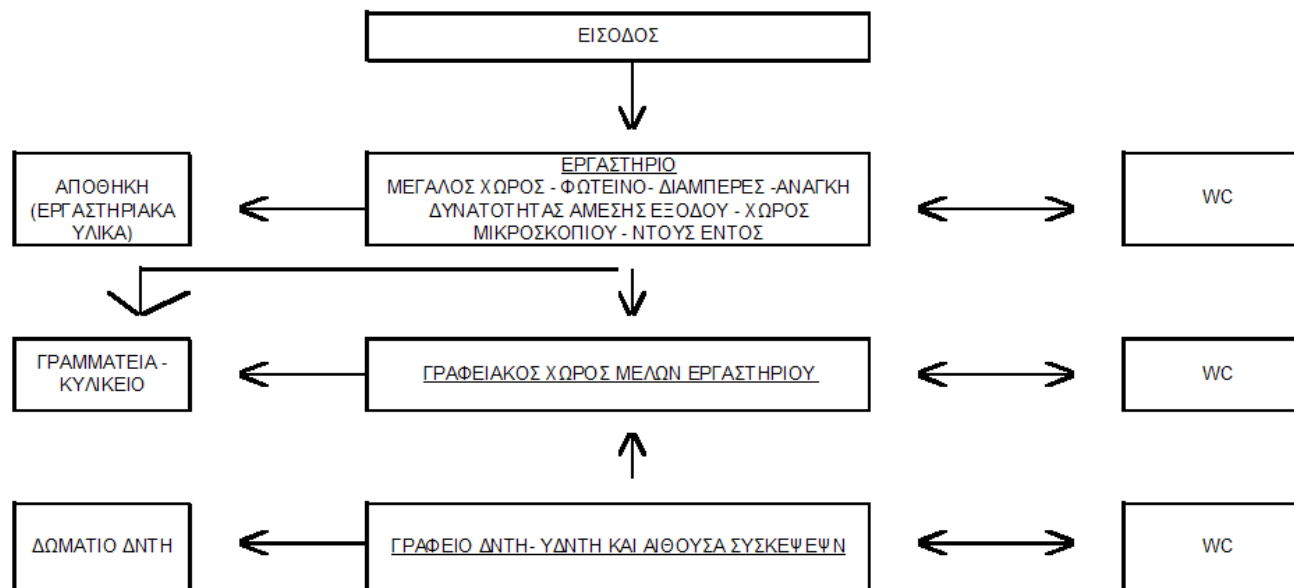 ΕΙΣΟΔΟΣ
ΑΠΟΘΗΚΗ
(ΕΡΓΑΣΤΗΡΙΑΚΑ
ΥΛΙΚΑ)
ΕΡΓΑΣΤΗΡΙΟ
ΜΕΓΑΛΟΣ ΧΩΡΟΣ - ΦΩΤΕΙΝΟ- ΔΙΑΜΠΕΡΕΣ -ΑΝΑΓΚΗ
ΔΥΝΑΤΟΤΗΤΑΣ ΑΜΕΣΗΣ ΕΞΟΔΟΥ - ΧΩΡΟΣ
ΜΙΚΡΟΣΚΟΠΙΟΥ - ΝΤΟΥΣ ΕΝΤΟΣ
WC
ΓΡΑΜΜΑΤΕΙΑ -
ΚΥΛΙΚΕΙΟ
ΓΡΑΦΕΙΑΚΟΣ ΧΩΡΟΣ ΜΕΛΩΝ ΕΡΓΑΣΤΗΡΙΟΥ
WC
ΔΩΜΑΤΙΟ ΔΝΤΗ
ΓΡΑΦΕΙΟ ΔΝΤΗ- ΥΔΝΤΗ ΚΑΙ ΑΙΘΟΥΣΑ ΣΥΣΚΕΨΕΨΝ
WC